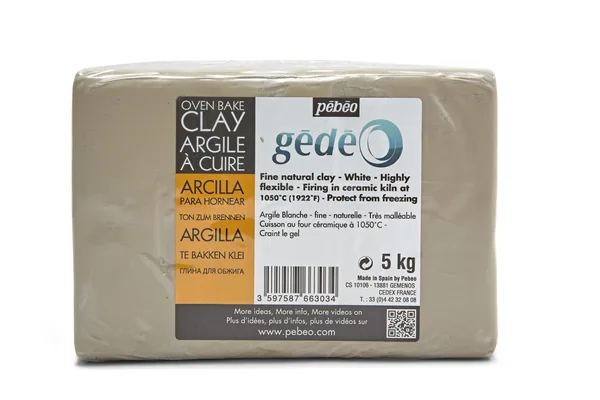 OVEN BAKE
CLAY
ARGILE
À CUIRE
ARCILLA
PARA HORNEAR
TON ZUM BRENNEN
ARGILLA
TE BAKKEN KLEI
ГЛИНА ДЛЯ ОБЖИГА
pébéo
gédéo
Fine natural clay - White - Highly
flexible - Firing in ceramic kiln at
1050°C (1922°F) - Protect from freezing
Argile Blanche - fine - naturelle - Très malléable
Cuisson au four céramique à 1050°C -
Craint le gel
5 kg
Made in Spain by Pebeo
CS 10106 - 13881 GEMENOS
CEDEX FRANCE
T. : 33 (0)4 42 32 08 08
3 597587 663034
More ideas, More info, More videos on
Plus d'idées, plus d'infos, plus de vidéos sur
www.pebeo.com